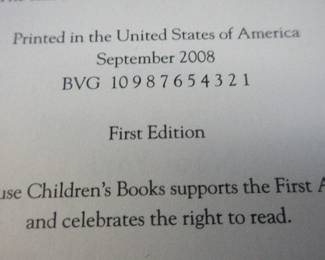 Printed in the United States of America
September 2008
BVG 10 9 8 7 6 5 4 3 2 1
First Edition
use Children's Books supports the First A
and celebrates the right to read.